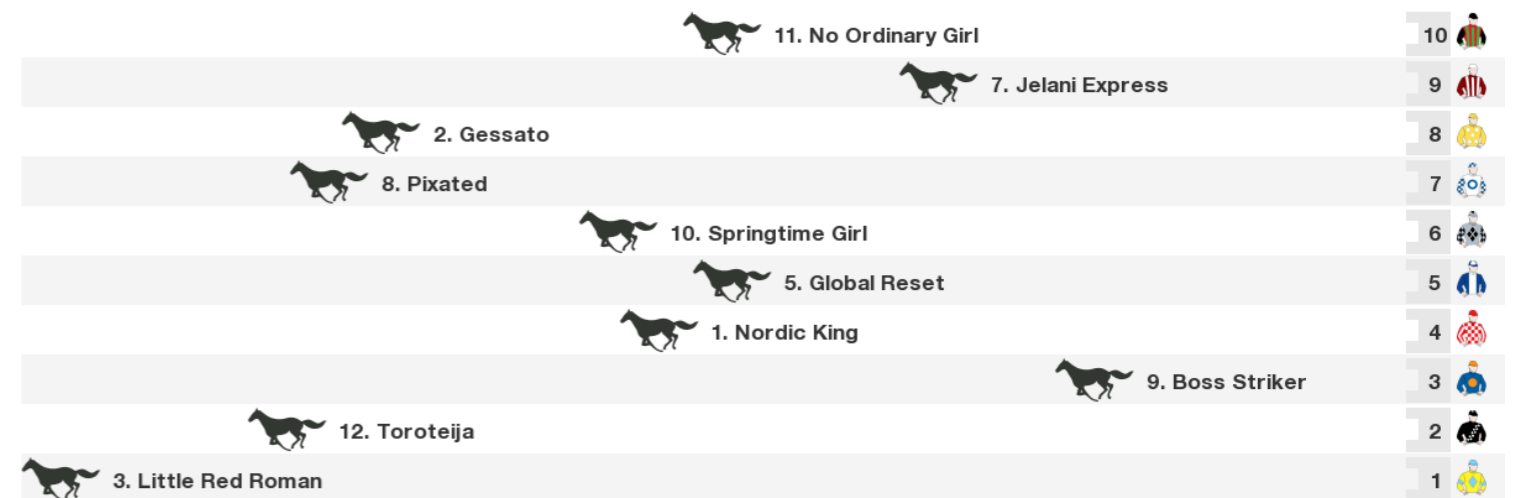 11. No Ordinary Girl 10
7. Jelani Express 9
2. Gessato 8
8. Pixated 7
10. Springtime Girl 6
5. Global Reset 5
1. Nordic King 4
9. Boss Striker 3
12. Toroteija 2
3. Little Red Roman 1